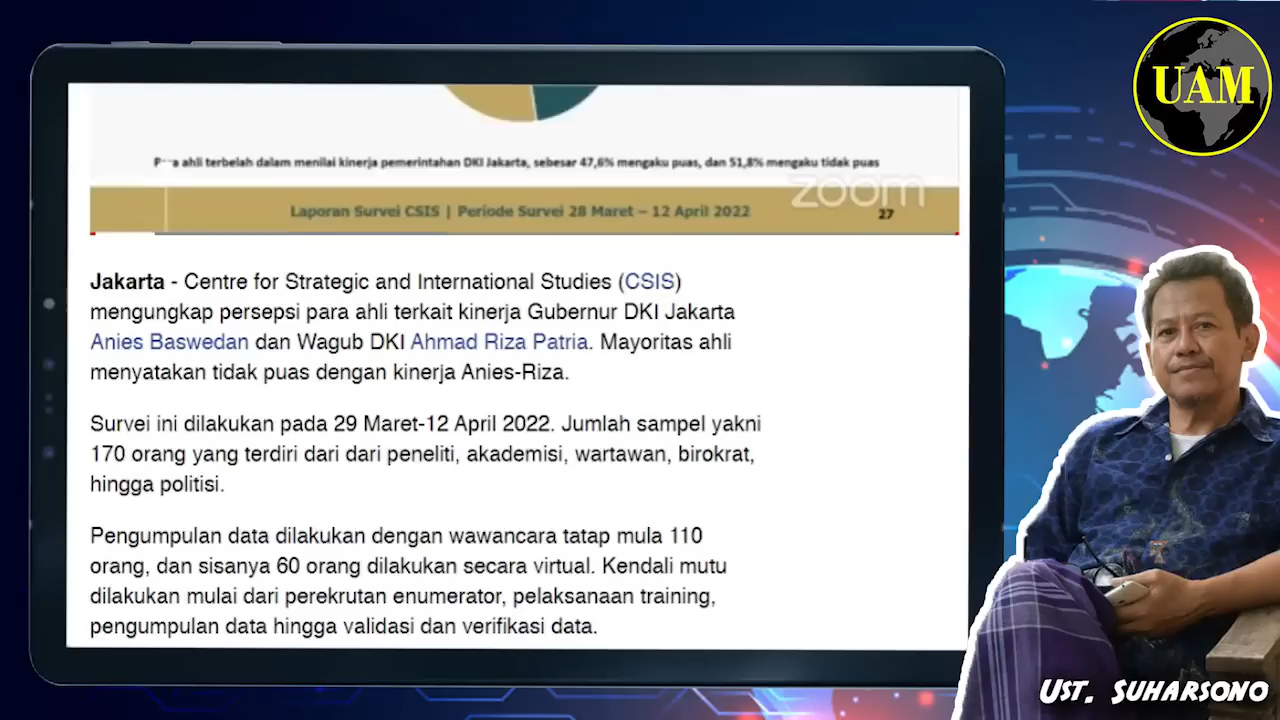 UAM
ahli terbelah dalam menilai kinerja pemerintahan DKI Jakarta, sebesar 47,6% mengaku puas, dan 51,8% mengaku tidak puas
zoom
Laporan Survei CSIS | Periode Survei 28 Maret – 12 April 2022
27
Jakarta - Centre for Strategic and International Studies (CSIS)
mengungkap persepsi para ahli terkait kinerja Gubernur DKI Jakarta
Anies Baswedan dan Wagub DKI Ahmad Riza Patria. Mayoritas ahli
menyatakan tidak puas dengan kinerja Anies-Riza.
Survei ini dilakukan pada 29 Maret-12 April 2022. Jumlah sampel yakni
170 orang yang terdiri dari dari peneliti, akademisi, wartawan, birokrat,
hingga politisi.
Pengumpulan data dilakukan dengan wawancara tatap mula 110
orang, dan sisanya 60 orang dilakukan secara virtual. Kendali mutu
dilakukan mulai dari perekrutan enumerator, pelaksanaan training,
pengumpulan data hingga validasi dan verifikasi data.
UST. SUHARSONO